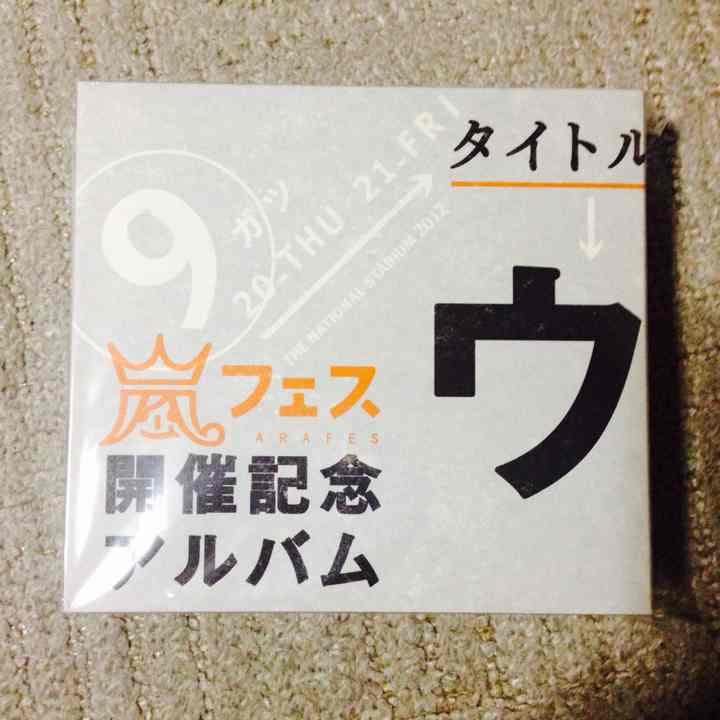 9
ガツ
20-THU 21-FRI
THE NATIONAL STADIUM 2012
タイトル
ウ
嵐フェス
ARAFES
開催記念
アルバム